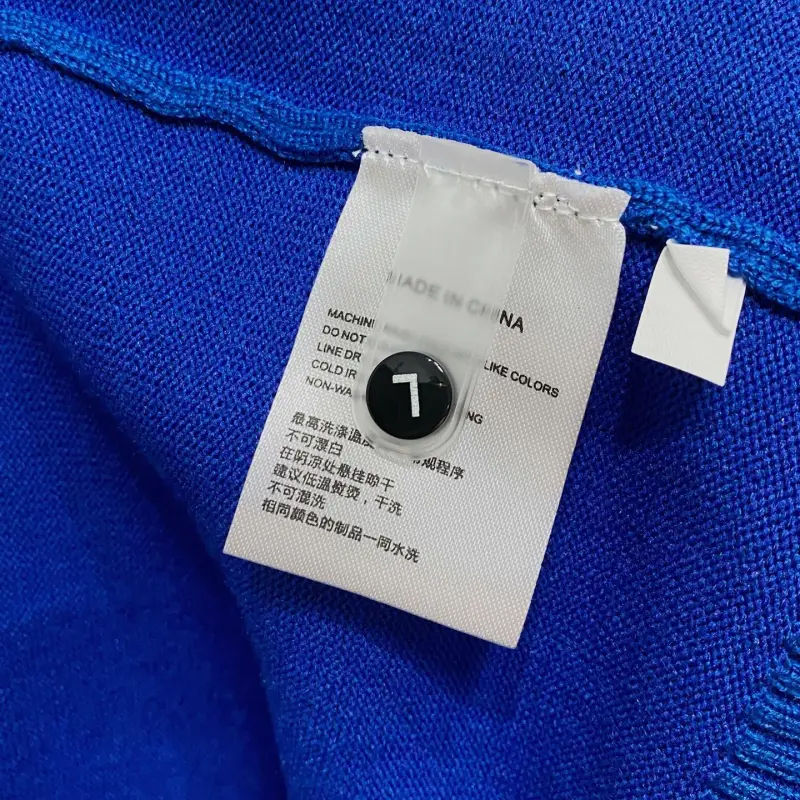 MADE IN CHINA
MACHIN
DO NOT LIKE COLORS
LINE DR
COLD IR
NON-WA NG
L
最高洗涤温度 常规程序
不可漂白
在阴凉处悬挂晾干
建议低温熨烫，干洗
不可混洗
相同颜色的制品一同水洗